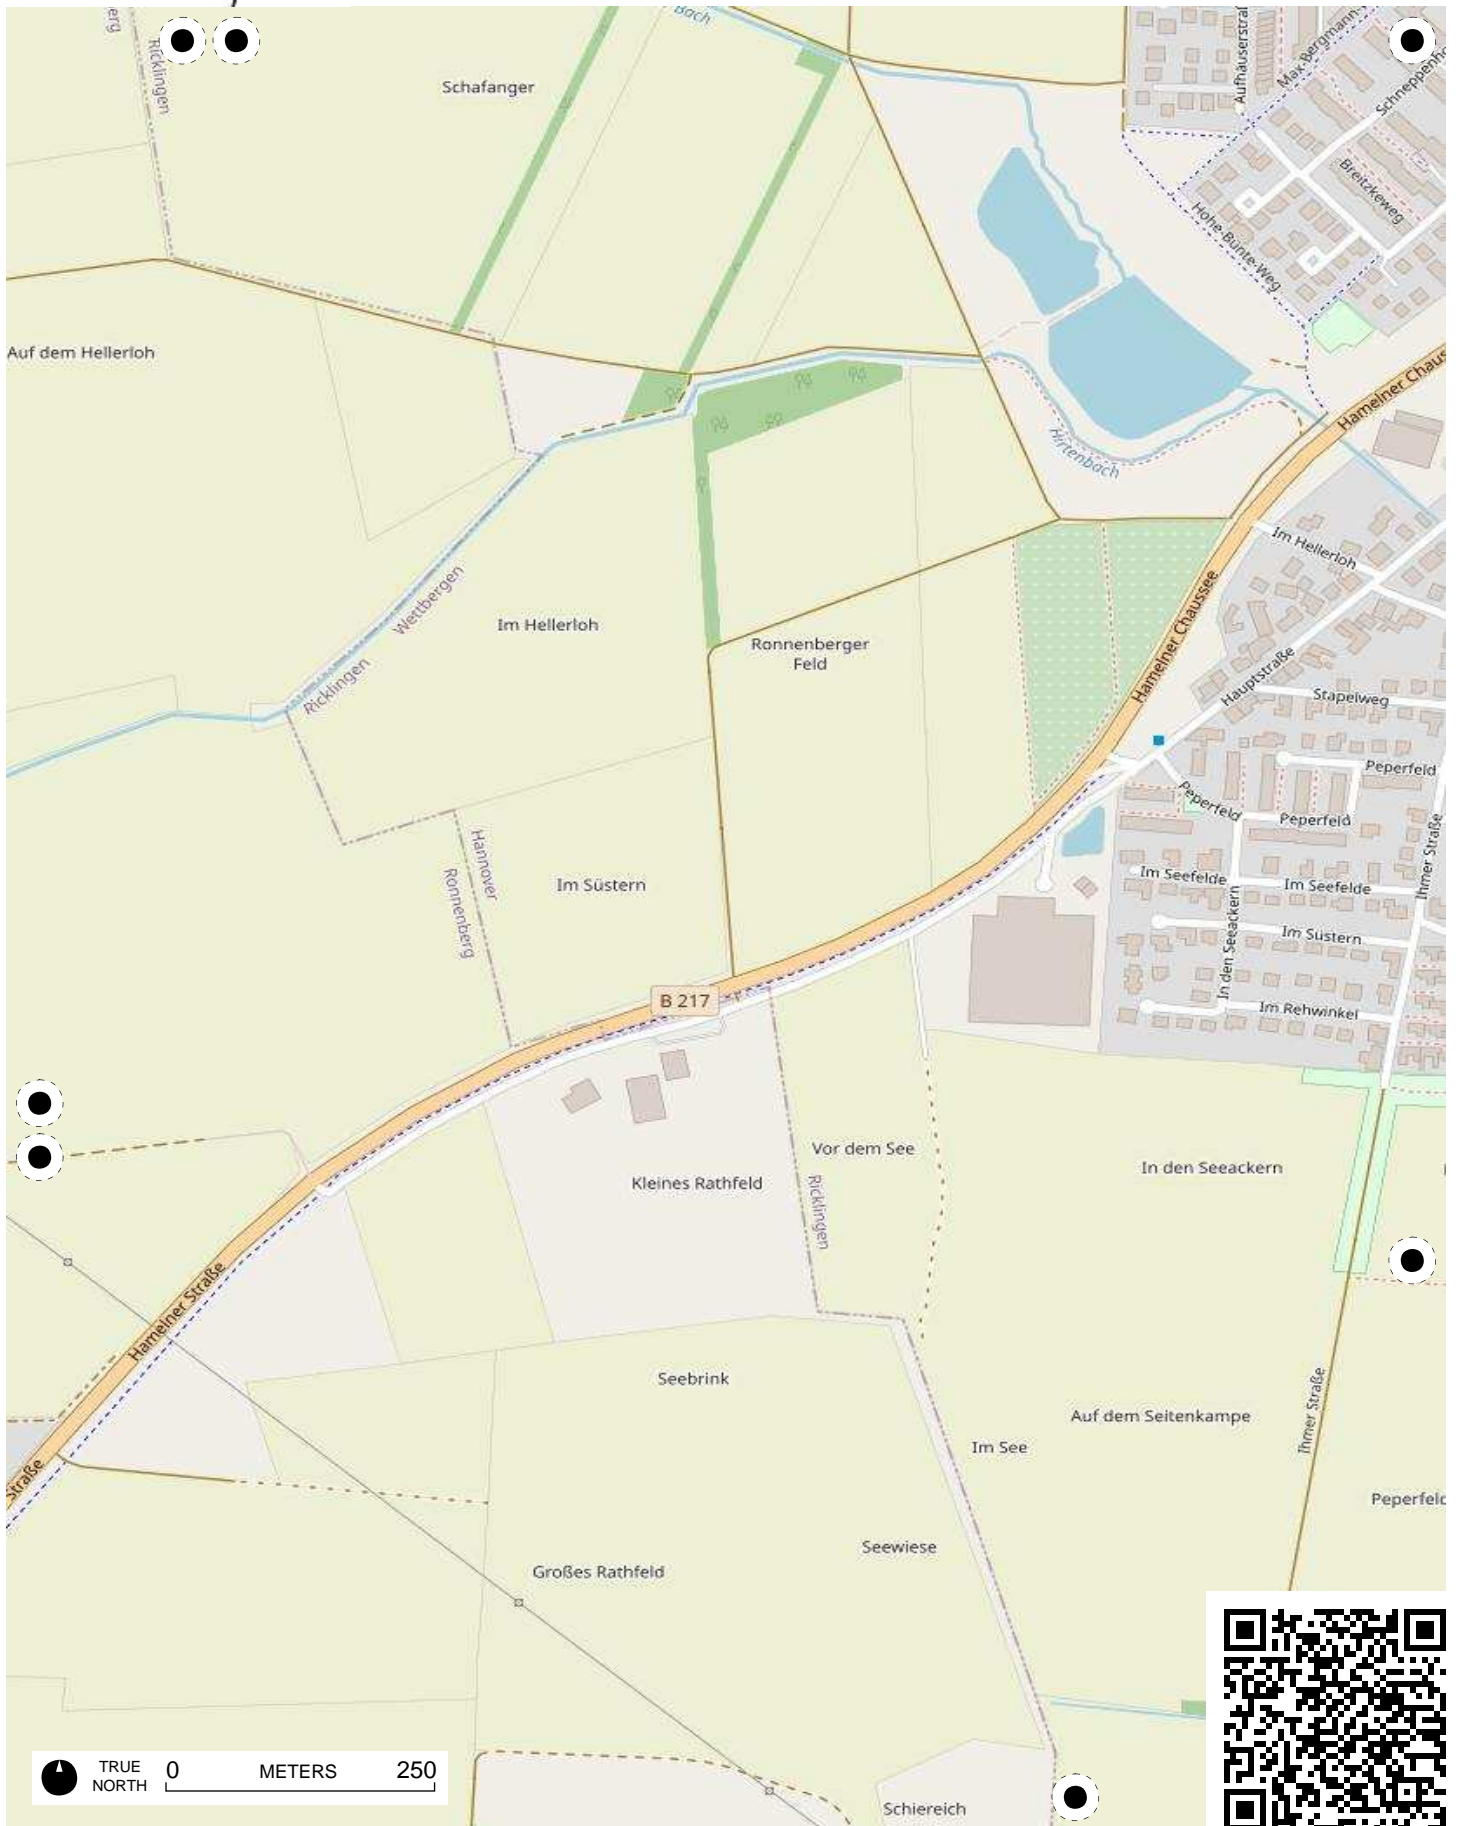 Bach
Ricklingen
Schafanger
Aufhäuserstraß
Max-Bergmann-
Schneppenho
Breitzkeweg
Hohe-Bünte-Weg
Auf dem Hellerloh
Hamelner Chaus
Hirtenbach
Im Hellerloh
Wettbergen
Ricklingen
Im Hellerloh
Ronnenberger
Feld
Hamelner Chaussee
Hauptstraße
Stapelweg
Peperfeld
Peperfeld
Peperfeld
Ihmer Straße
Hannover
Ronnenberg
Im Süstern
Im Seefelde
Im Seefelde
In den Seeackern
Im Süstern
Im Rehwinkel
B 217
Vor dem See
In den Seeackern
Kleines Rathfeld
Ricklingen
Hamelner Straße
Seebrink
Auf dem Seitenkampe
Ihmer Straße
Im See
Straße
Peperfeld
Seewiese
Großes Rathfeld
TRUE
NORTH
0 METERS 250
Schiereich